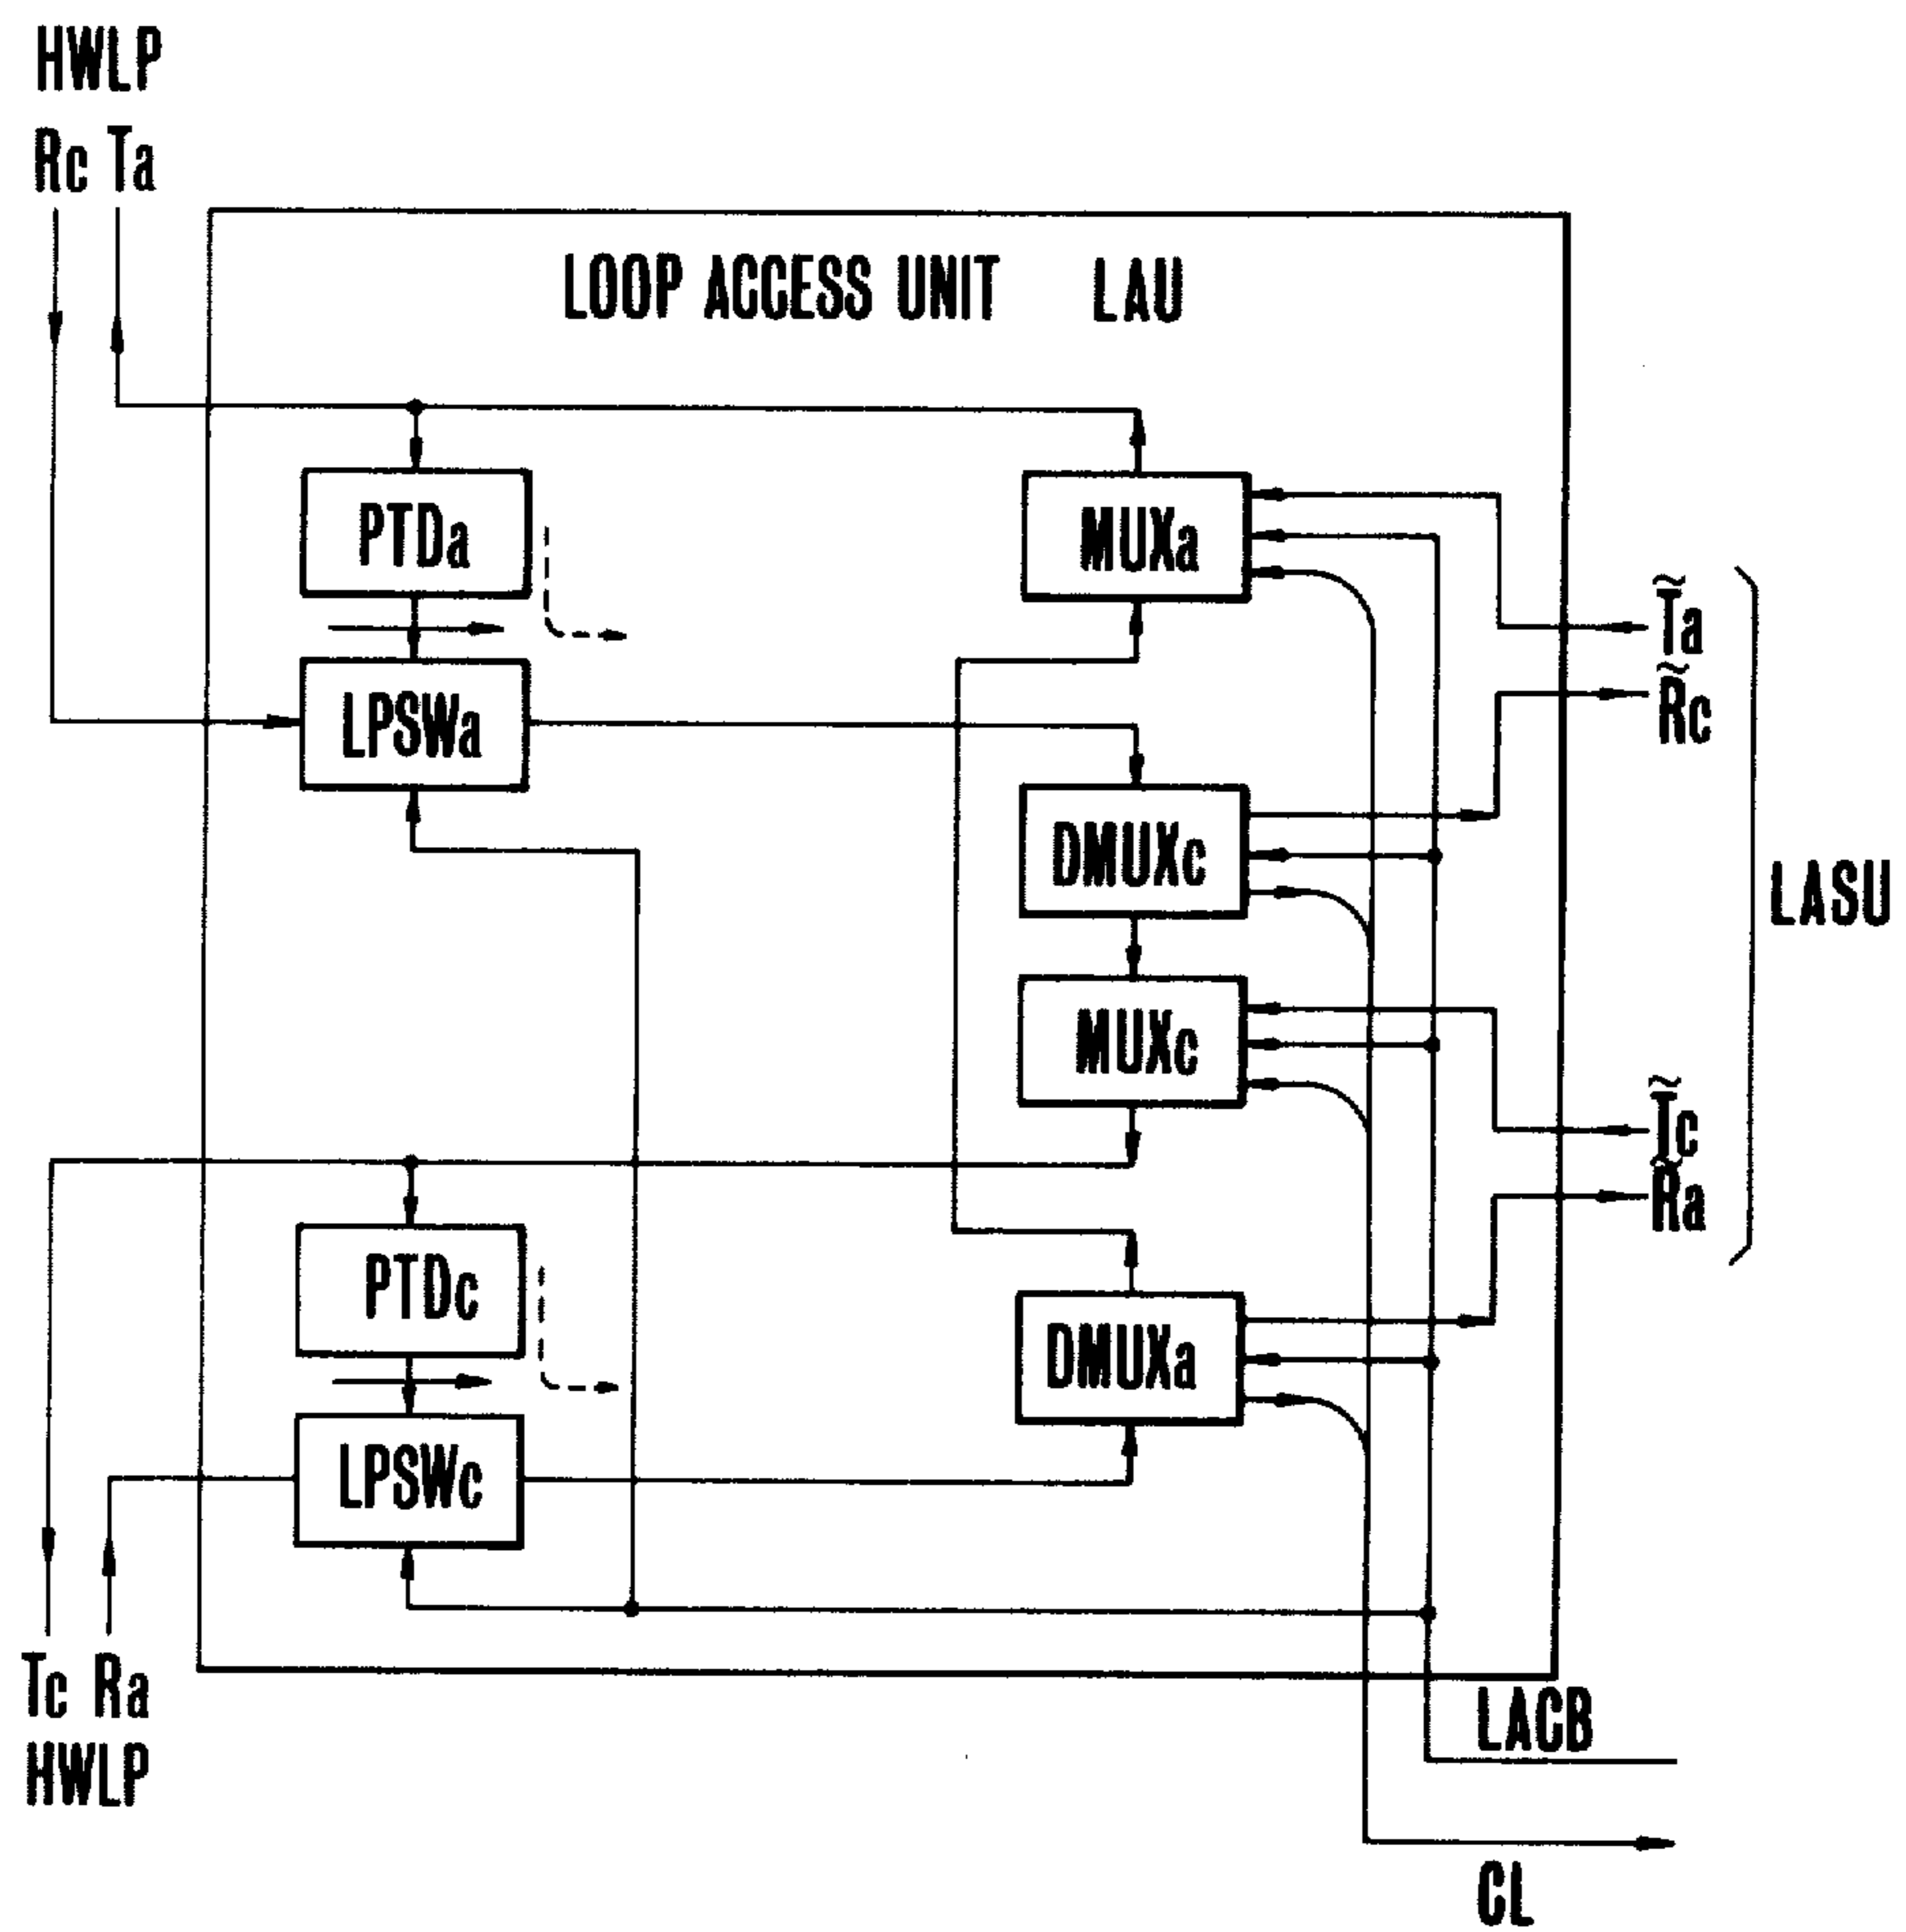 HWLP
Rc Ta
LOOP ACCESS UNIT LAU
PTDa
MUXa
T̃a
LPSWa
R̃c
DMUXc
LASU
MUXc
T̃c
R̃a
PTDc
DMUXa
LPSWc
Tc Ra
HWLP
LACB
CL